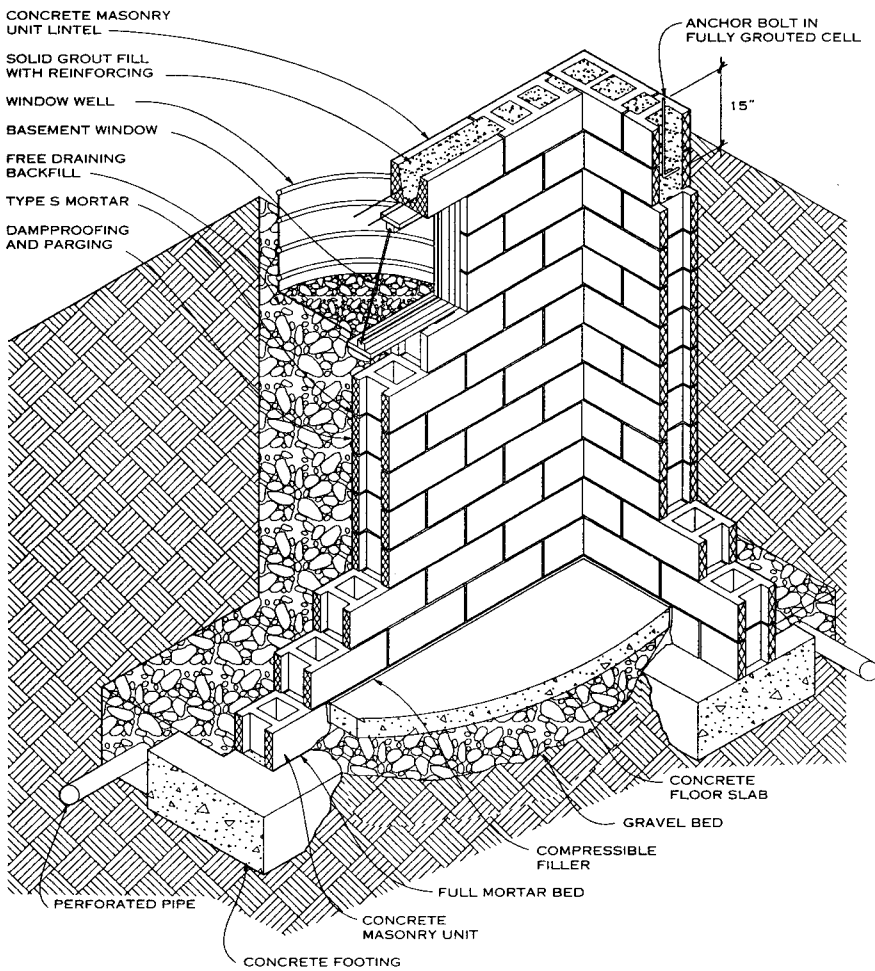 CONCRETE MASONRY
UNIT LINTEL
SOLID GROUT FILL
WITH REINFORCING
WINDOW WELL
BASEMENT WINDOW
FREE DRAINING
BACKFILL
TYPE S MORTAR
DAMPPROOFING
AND PARGING
ANCHOR BOLT IN
FULLY GROUTED CELL
15"
CONCRETE
FLOOR SLAB
GRAVEL BED
COMPRESSIBLE
FILLER
FULL MORTAR BED
PERFORATED PIPE
CONCRETE
MASONRY UNIT
CONCRETE FOOTING